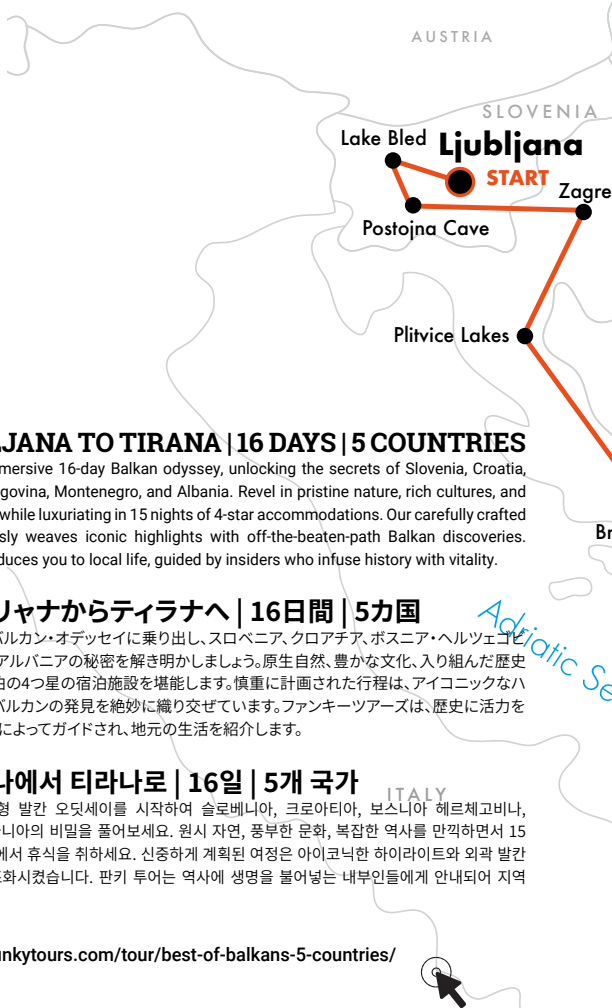 AUSTRIA
SLOVENIA
Lake Bled
Ljubljana
START
Zagre
Postojna Cave
Plitvice Lakes
JANA TO TIRANA | 16 DAYS | 5 COUNTRIES
mersive 16-day Balkan odyssey, unlocking the secrets of Slovenia, Croatia,
govina, Montenegro, and Albania. Revel in pristine nature, rich cultures, and
while luxuriating in 15 nights of 4-star accommodations. Our carefully crafted
sly weaves iconic highlights with off-the-beaten-path Balkan discoveries.
duces you to local life, guided by insiders who infuse history with vitality.
Br
Adriatic Se
リャナからティラナへ | 16日間 | 5カ国
バルカン・オデッセイに乗り出し、スロベニア、クロアチア、ボスニア・ヘルツェゴビ
アルバニアの秘密を解き明かしましょう。原生自然、豊かな文化、入り組んだ歴史
泊の4つ星の宿泊施設を堪能します。慎重に計画された行程は、アイコニックなハ
バルカンの発見を絶妙に織り交ぜています。ファンキーツアーズは、歴史に活力を
によってガイドされ、地元の生活を紹介します。
나에서 티라나로 | 16일 | 5개 국가
ITALY
형 발칸 오딧세이를 시작하여 슬로베니아, 크로아티아, 보스니아 헤르체고비나,
니아의 비밀을 풀어보세요. 원시 자연, 풍부한 문화, 복잡한 역사를 만끽하면서 15
에서 휴식을 취하세요. 신중하게 계획된 여정은 아이코닉한 하이라이트와 외곽 발칸
화시켰습니다. 판키 투어는 역사에 생명을 불어넣는 내부인들에게 안내되어 지역
nkytours.com/tour/best-of-balkans-5-countries/